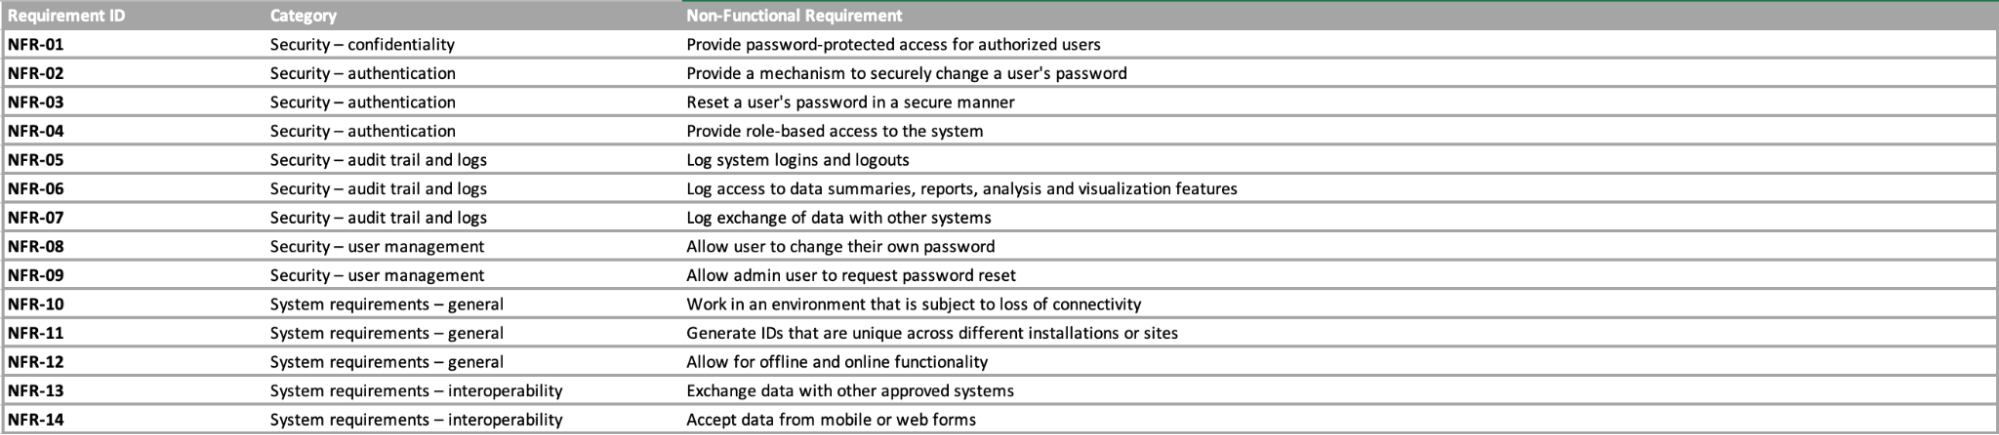 Requirement ID Category Non-Functional Requirement
NFR-01 Security – confidentiality Provide password-protected access for authorized users
NFR-02 Security – authentication Provide a mechanism to securely change a user's password
NFR-03 Security – authentication Reset a user's password in a secure manner
NFR-04 Security – authentication Provide role-based access to the system
NFR-05 Security – audit trail and logs Log system logins and logouts
NFR-06 Security – audit trail and logs Log access to data summaries, reports, analysis and visualization features
NFR-07 Security – audit trail and logs Log exchange of data with other systems
NFR-08 Security – user management Allow user to change their own password
NFR-09 Security – user management Allow admin user to request password reset
NFR-10 System requirements – general Work in an environment that is subject to loss of connectivity
NFR-11 System requirements – general Generate IDs that are unique across different installations or sites
NFR-12 System requirements – general Allow for offline and online functionality
NFR-13 System requirements – interoperability Exchange data with other approved systems
NFR-14 System requirements – interoperability Accept data from mobile or web forms